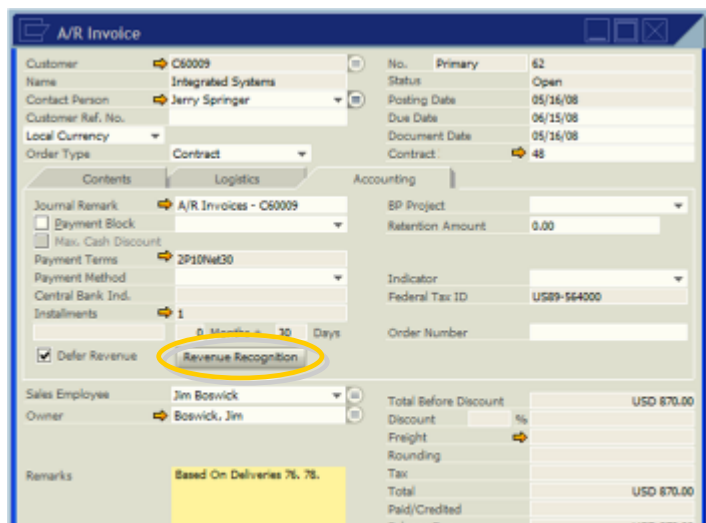 A/R Invoice
Customer C60009
Name Integrated Systems
Contact Person Jerry Springer
Customer Ref. No.
Local Currency
Order Type Contract
No. Primary 62
Status Open
Posting Date 05/16/08
Due Date 06/15/08
Document Date 05/16/08
Contract 48
Contents Logistics Accounting
Journal Remark A/R Invoices - C60009
Payment Block
Max. Cash Discount
Payment Terms 2P10Net30
Payment Method
Central Bank Ind.
Installments 1
0 Months + 30 Days
Defer Revenue Revenue Recognition
BP Project
Retention Amount 0.00
Indicator
Federal Tax ID US89-564000
Order Number
Sales Employee Jim Boswick
Owner Boswick, Jim
Remarks Based On Deliveries 76. 78.
Total Before Discount USD 870.00
Discount %
Freight
Rounding
Tax
Total USD 870.00
Paid/Credited